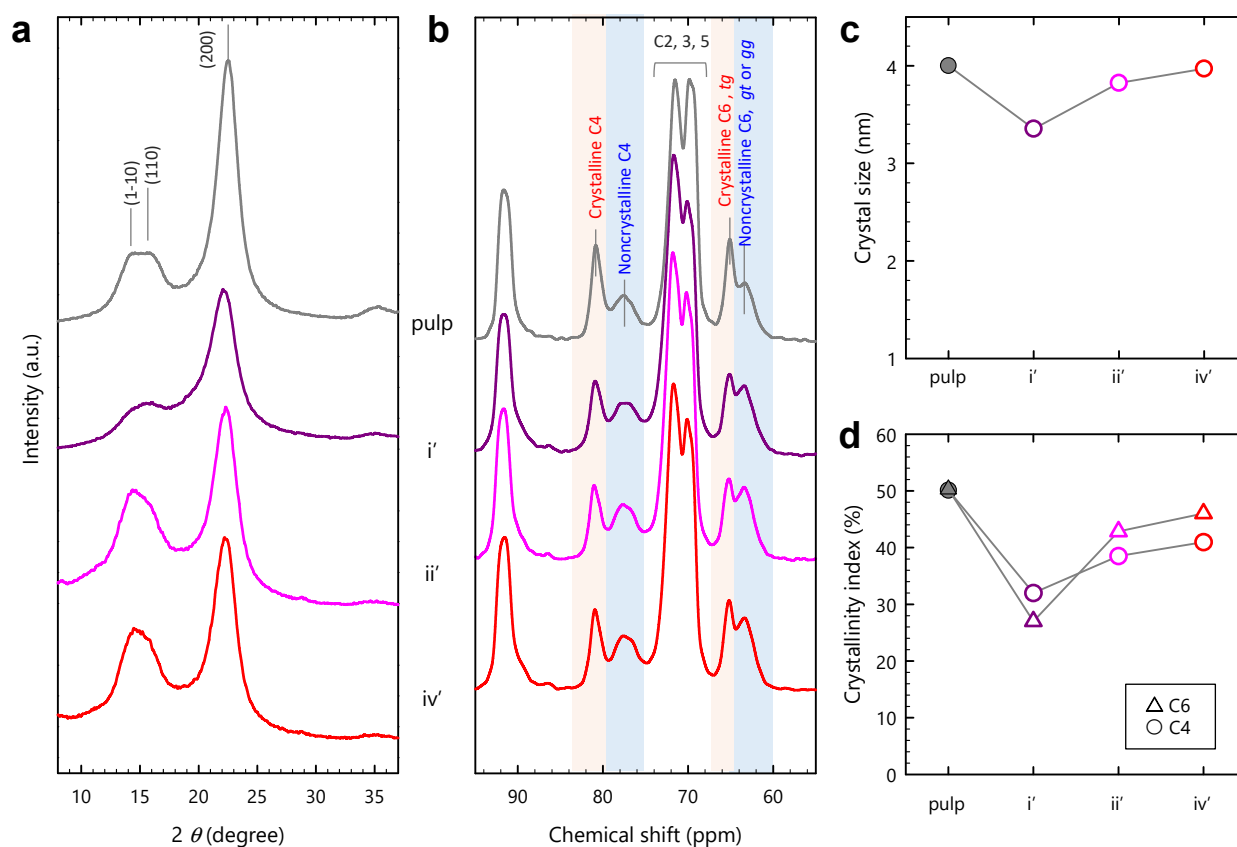 a
(1-10)
(110)
(200)
Intensity (a.u.)
10 15 20 25 30 35
2 θ (degree)
b
C2, 3, 5
Crystalline C4
Noncrystalline C4
Crystalline C6 , tg
Noncrystalline C6, gt or gg
pulp
i′
ii′
iv′
90 80 70 60
Chemical shift (ppm)
c
Crystal size (nm)
4
3
2
1
pulp i′ ii′ iv′
d
Crystallinity index (%)
60
50
40
30
20
10
0
C6
C4
pulp i′ ii′ iv′